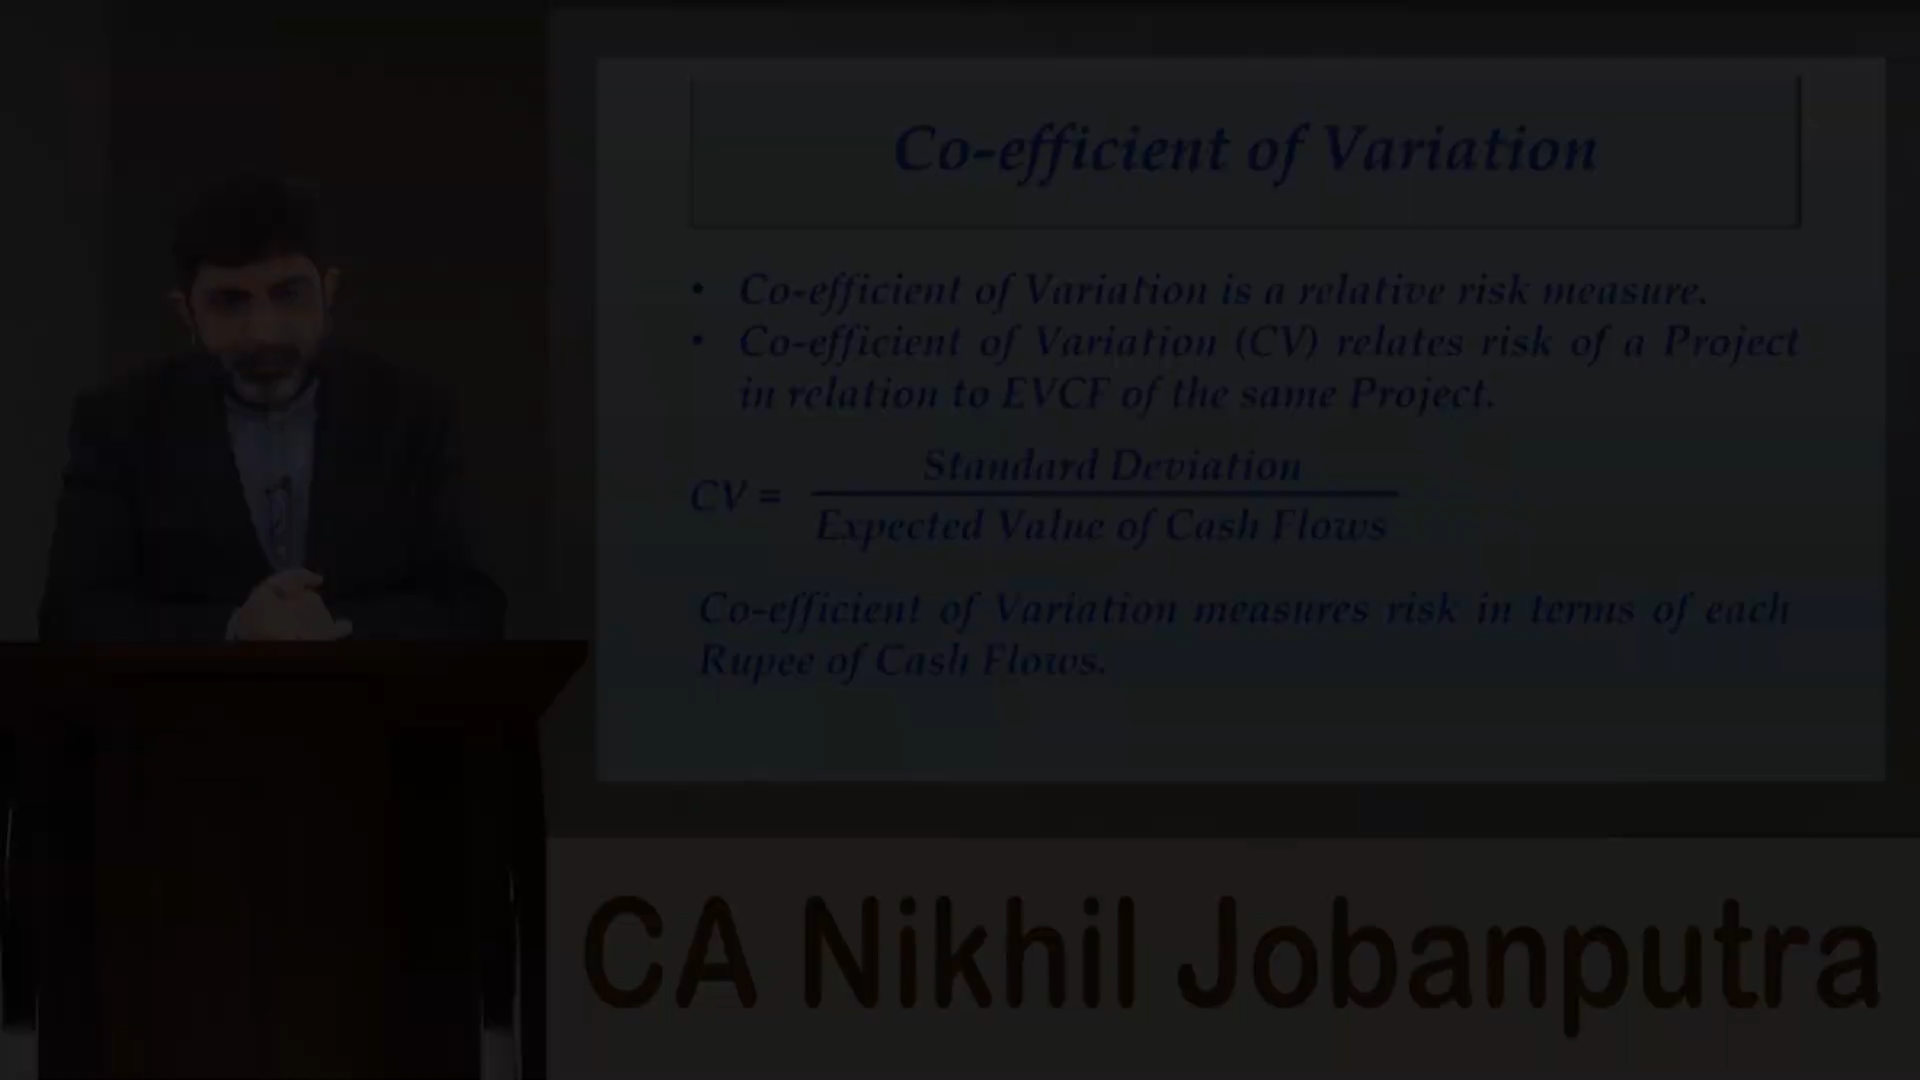 Co-efficient of Variation
• Co-efficient of Variation is a relative risk measure.
• Co-efficient of Variation (CV) relates risk of a Project
in relation to EVCF of the same Project.
Standard Deviation
CV =
Expected Value of Cash Flows
Co-efficient of Variation measures risk in terms of each
Rupee of Cash Flows.
CA Nikhil Jobanputra